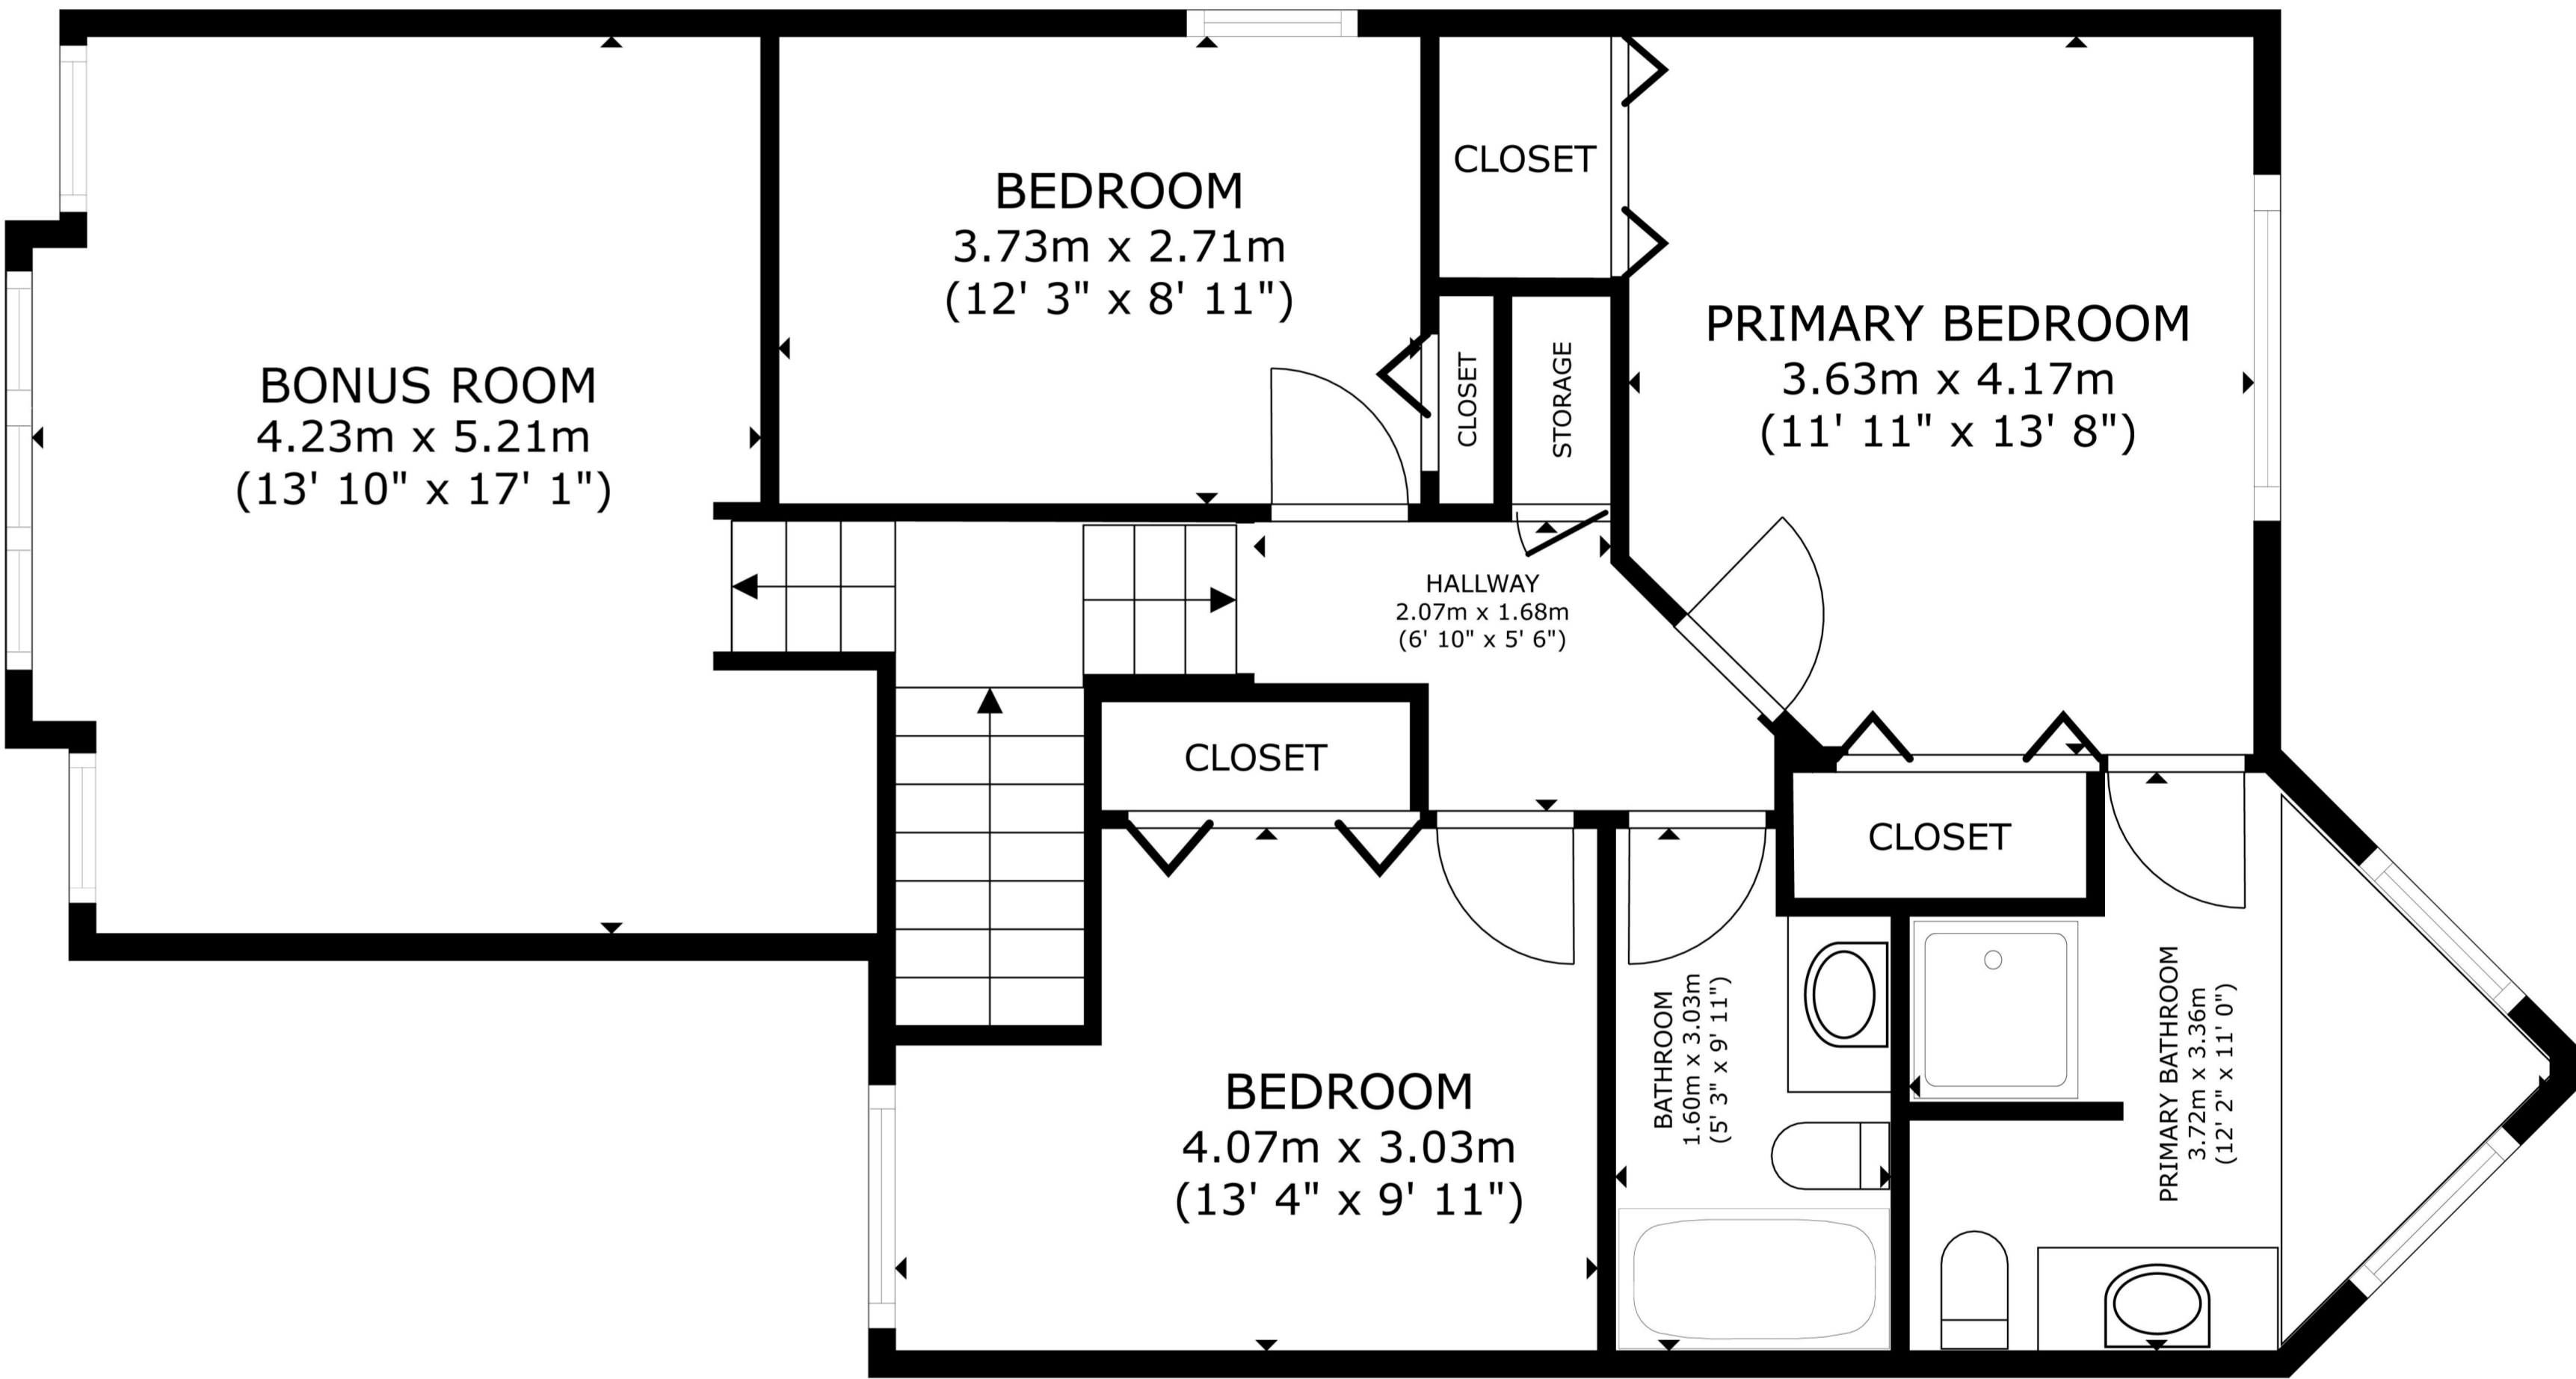 BONUS ROOM
4.23m x 5.21m
(13' 10" x 17' 1")
BEDROOM
3.73m x 2.71m
(12' 3" x 8' 11")
CLOSET
CLOSET
STORAGE
PRIMARY BEDROOM
3.63m x 4.17m
(11' 11" x 13' 8")
HALLWAY
2.07m x 1.68m
(6' 10" x 5' 6")
CLOSET
CLOSET
BEDROOM
4.07m x 3.03m
(13' 4" x 9' 11")
BATHROOM
1.60m x 3.03m
(5' 3" x 9' 11")
PRIMARY BATHROOM
3.72m x 3.36m
(12' 2" x 11' 0")